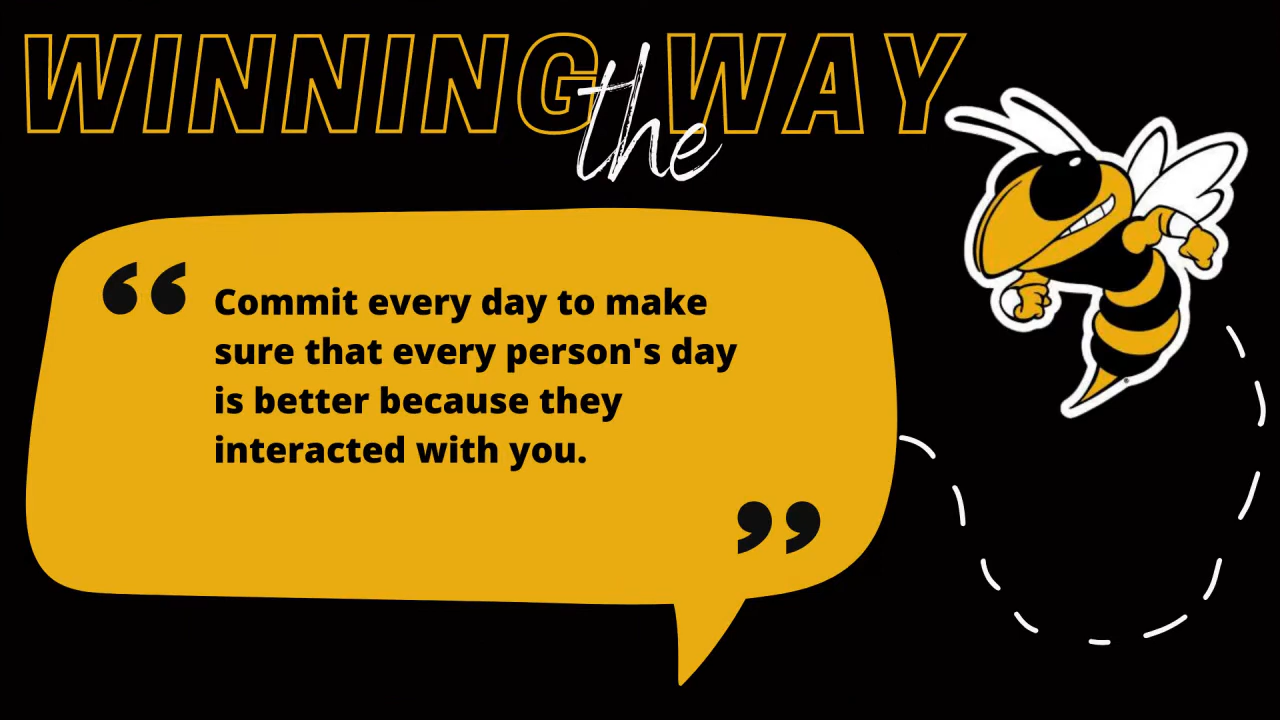 WINNING the WAY
“Commit every day to make
sure that every person's day
is better because they
interacted with you.”